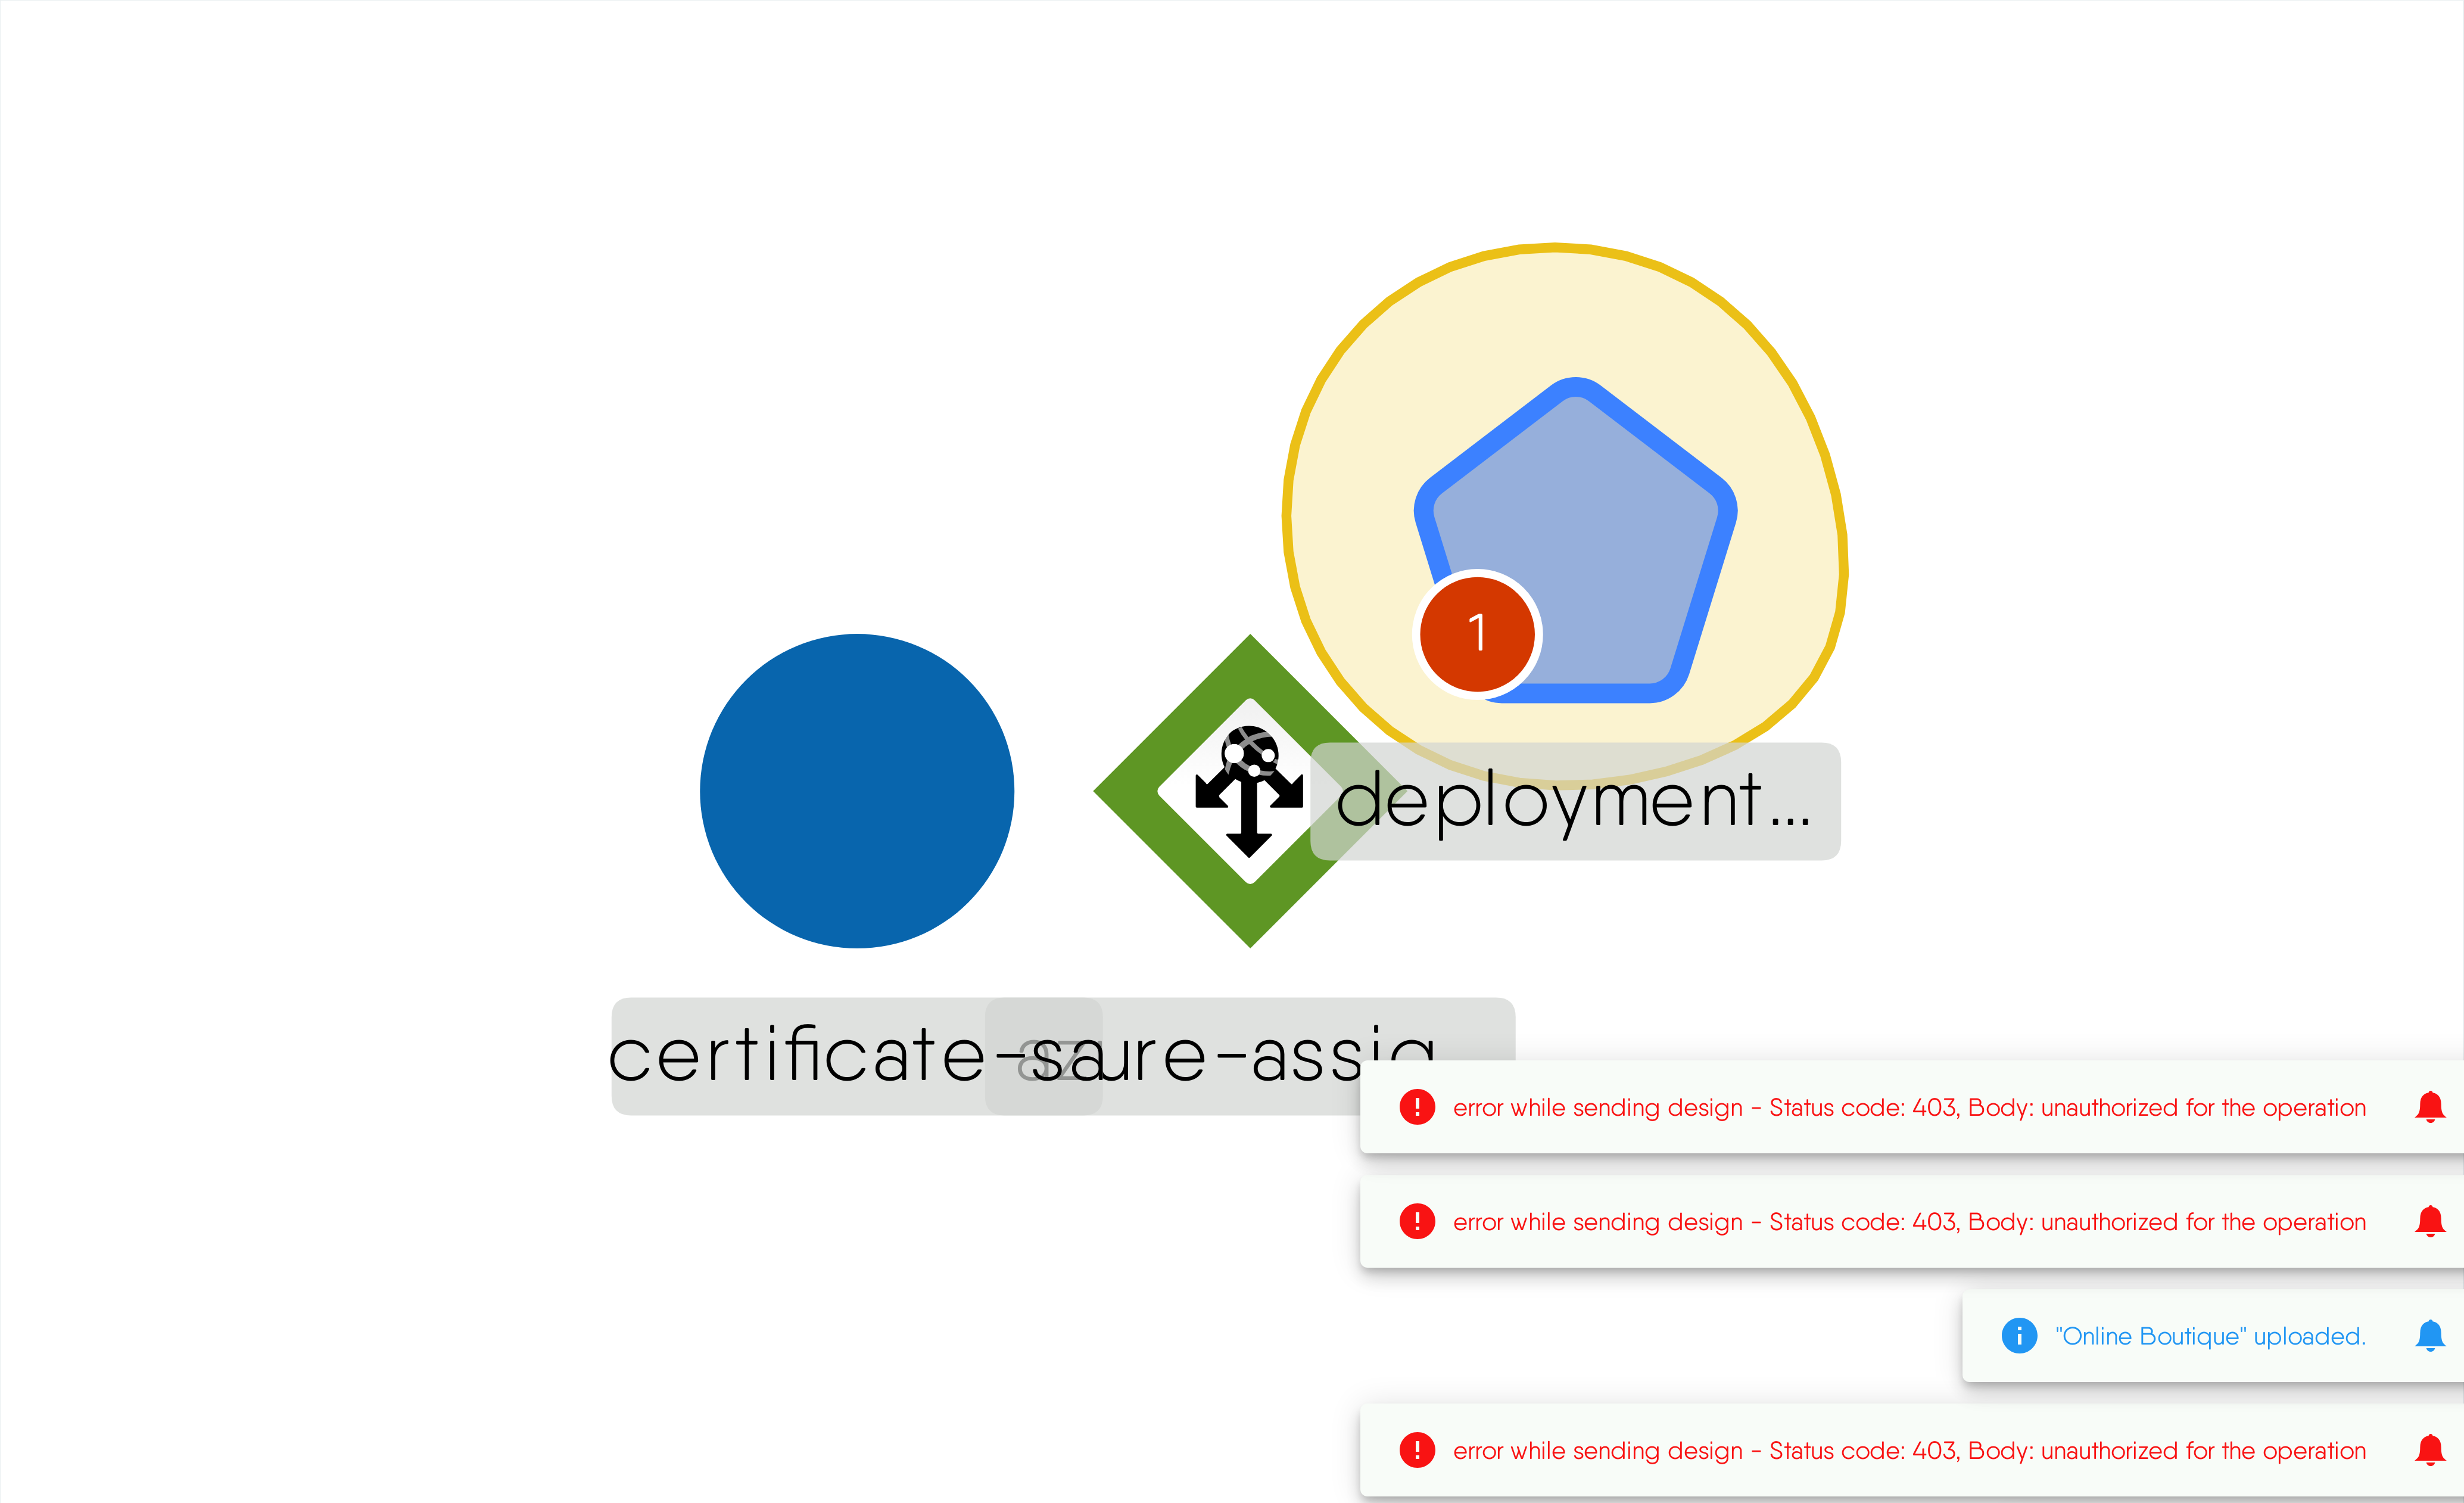 1
deployment...
certificate-s
azure-assig
error while sending design - Status code: 403, Body: unauthorized for the operation
error while sending design - Status code: 403, Body: unauthorized for the operation
"Online Boutique" uploaded.
error while sending design - Status code: 403, Body: unauthorized for the operation